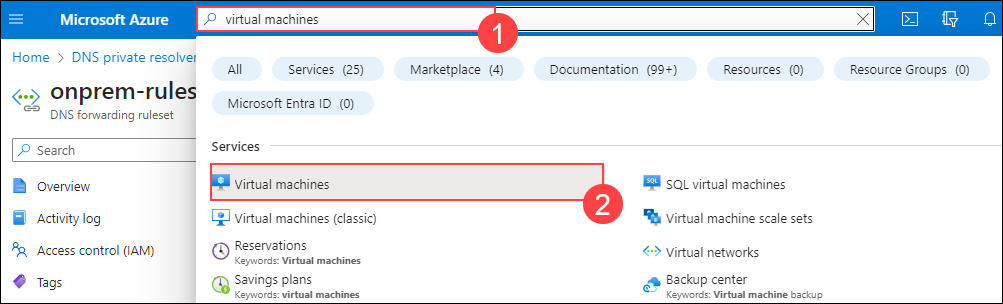 Microsoft Azure
virtual machines
1
Home > DNS private resolver
onprem-rules
DNS forwarding ruleset
Search
Overview
Activity log
Access control (IAM)
Tags
All
Services (25)
Marketplace (4)
Documentation (99+)
Resources (0)
Resource Groups (0)
Microsoft Entra ID (0)
Services
Virtual machines
2
Virtual machines (classic)
Reservations
Keywords: Virtual machines
Savings plans
Keywords: virtual machines
SQL
SQL virtual machines
Virtual machine scale sets
Virtual networks
Backup center
Keywords: Virtual machine backup